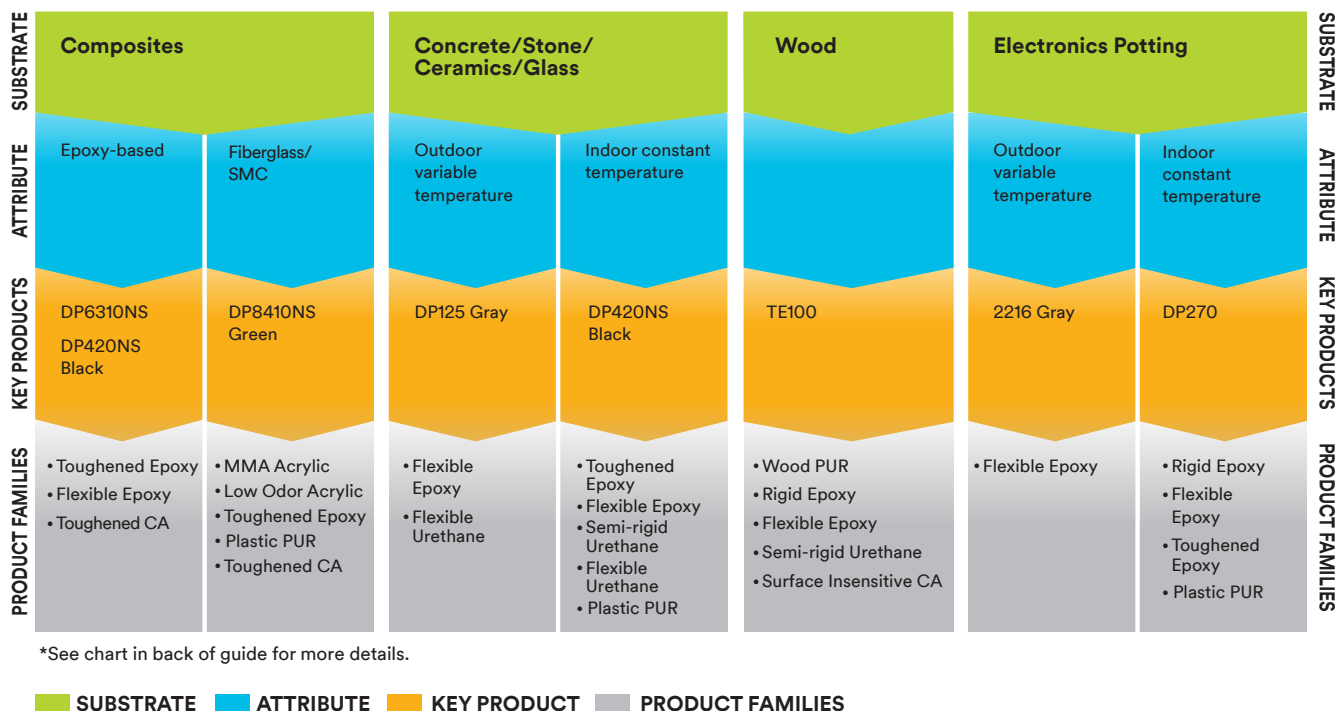 SUBSTRATE
Composites
Concrete/Stone/
Ceramics/Glass
Wood
Electronics Potting
SUBSTRATE
ATTRIBUTE
Epoxy-based
Fiberglass/
SMC
Outdoor
variable
temperature
Indoor constant
temperature
Outdoor
variable
temperature
Indoor
constant
temperature
ATTRIBUTE
KEY PRODUCTS
DP6310NS
DP420NS
Black
DP8410NS
Green
DP125 Gray
DP420NS
Black
TE100
2216 Gray
DP270
KEY PRODUCTS
PRODUCT FAMILIES
• Toughened Epoxy
• Flexible Epoxy
• Toughened CA
• MMA Acrylic
• Low Odor Acrylic
• Toughened Epoxy
• Plastic PUR
• Toughened CA
• Flexible
Epoxy
• Flexible
Urethane
• Toughened
Epoxy
• Flexible Epoxy
• Semi-rigid
Urethane
• Flexible
Urethane
• Plastic PUR
• Wood PUR
• Rigid Epoxy
• Flexible Epoxy
• Semi-rigid Urethane
• Surface Insensitive CA
• Flexible Epoxy
• Rigid Epoxy
• Flexible
Epoxy
• Toughened
Epoxy
• Plastic PUR
PRODUCT FAMILIES
*See chart in back of guide for more details.
SUBSTRATE ATTRIBUTE KEY PRODUCT PRODUCT FAMILIES